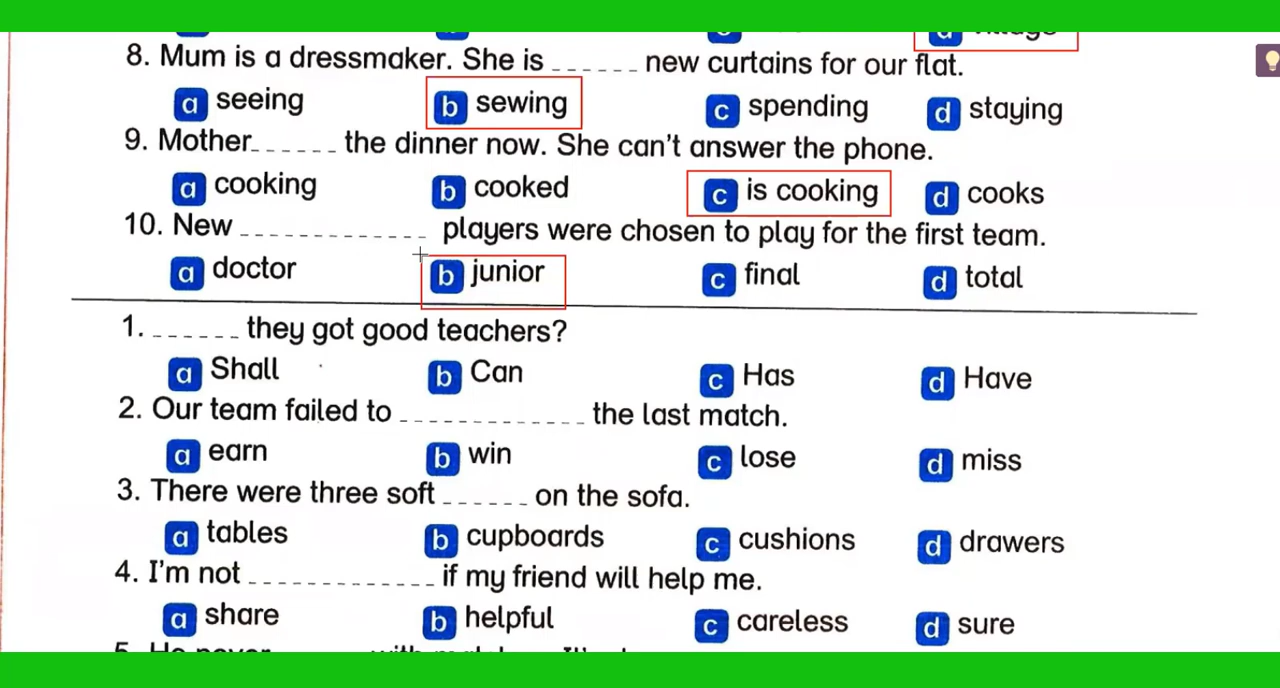 8. Mum is a dressmaker. She is ______ new curtains for our flat.
a seeing b sewing c spending d staying
9. Mother______ the dinner now. She can't answer the phone.
a cooking b cooked c is cooking d cooks
10. New _____________ players were chosen to play for the first team.
a doctor b junior c final d total
1. ______ they got good teachers?
a Shall b Can c Has d Have
2. Our team failed to _____________ the last match.
a earn b win c lose d miss
3. There were three soft ______ on the sofa.
a tables b cupboards c cushions d drawers
4. I'm not _____________ if my friend will help me.
a share b helpful c careless d sure